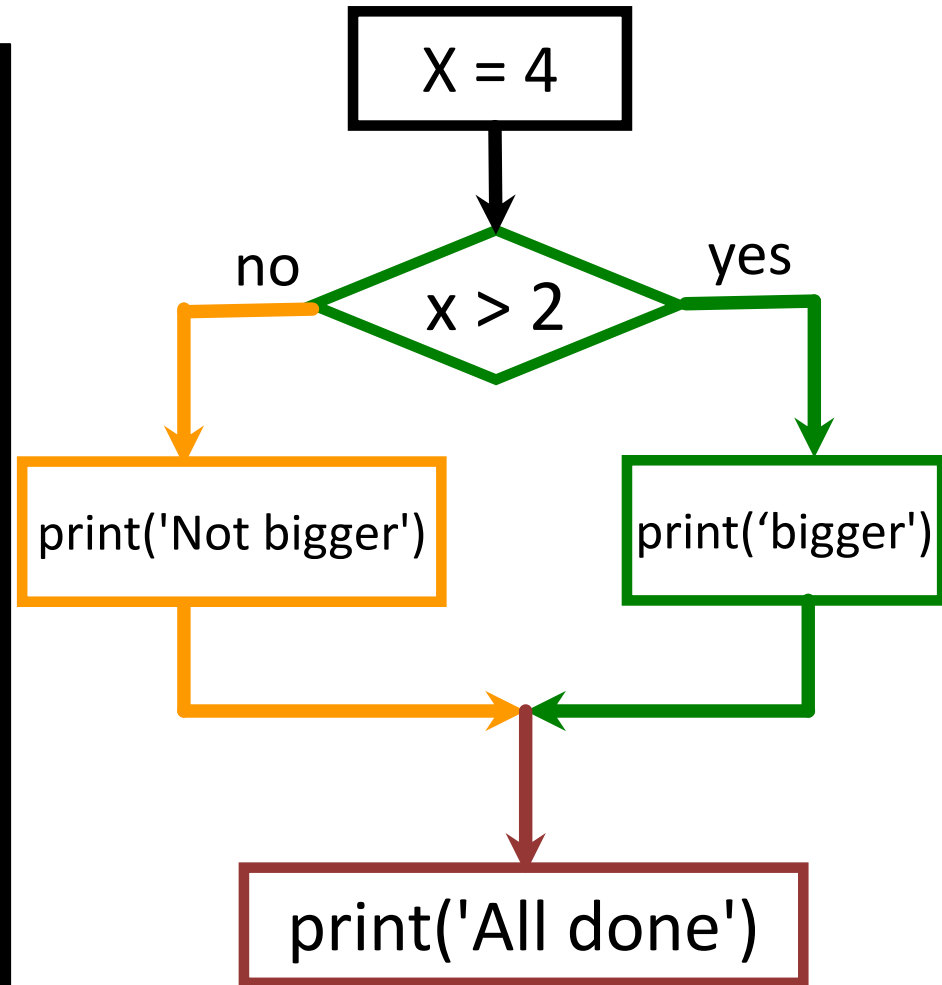 X = 4
no
yes
x > 2
print('Not bigger')
print(‘bigger')
print('All done')